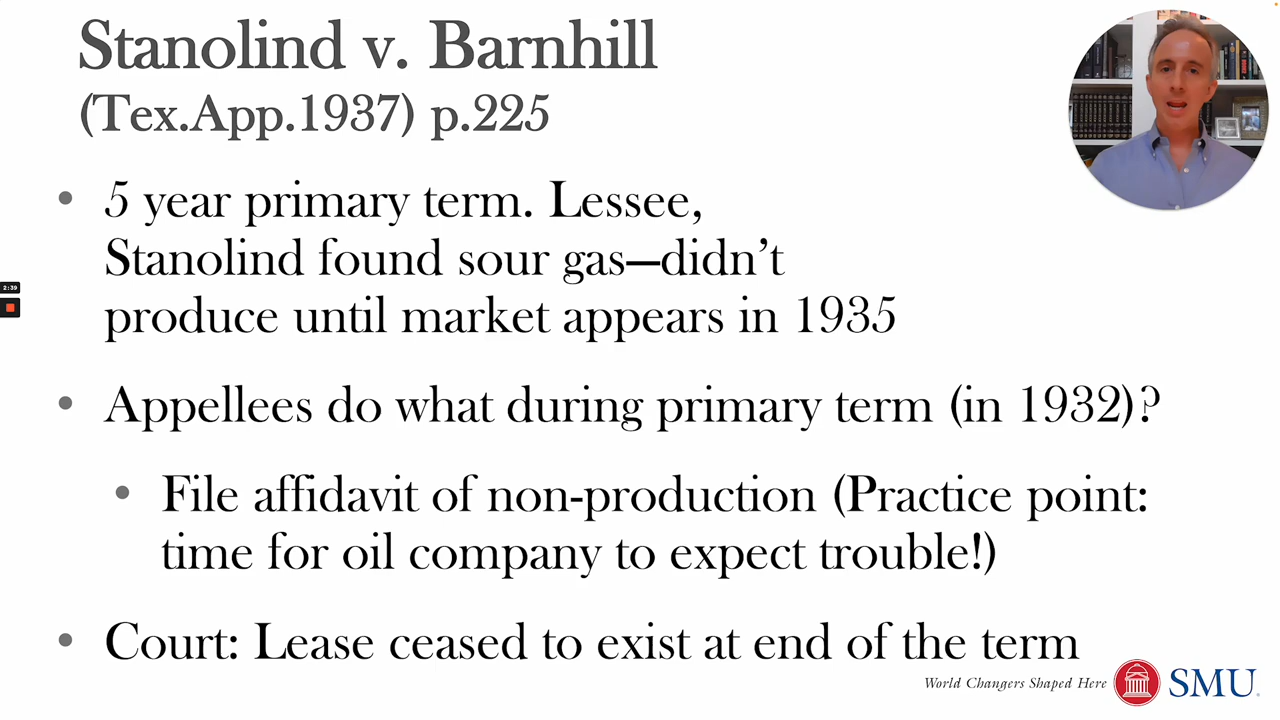 Stanolind v. Barnhill
(Tex.App.1937) p.225
• 5 year primary term. Lessee,
Stanolind found sour gas—didn’t
produce until market appears in 1935
• Appellees do what during primary term (in 1932)?
• File affidavit of non-production (Practice point:
time for oil company to expect trouble!)
• Court: Lease ceased to exist at end of the term
2:39
World Changers Shaped Here
SMU.